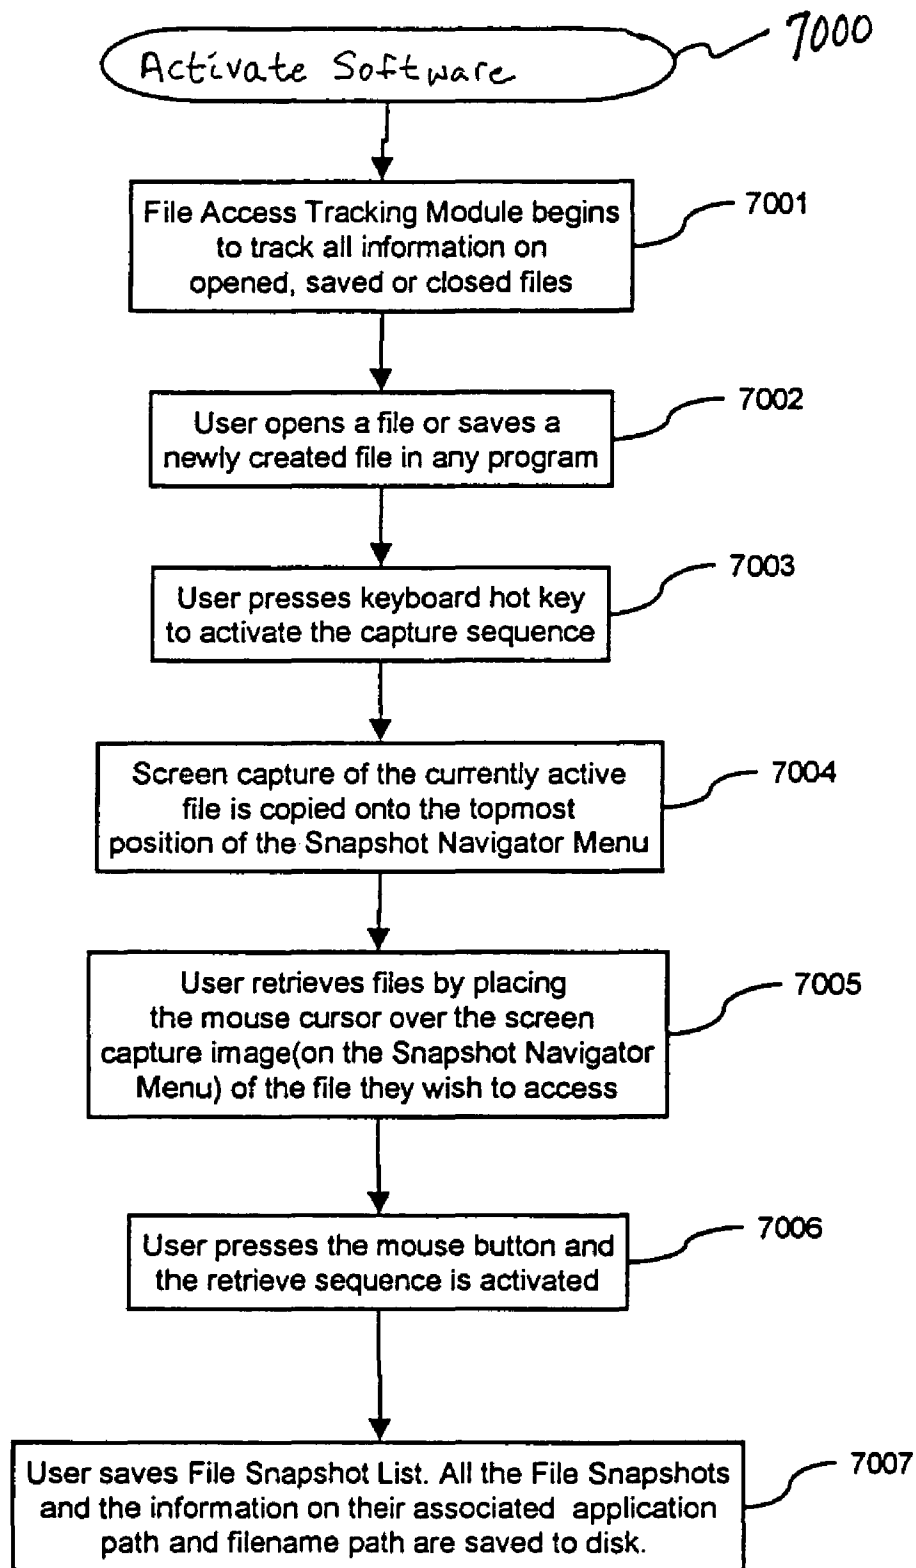 7000
Activate Software
7001
File Access Tracking Module begins
to track all information on
opened, saved or closed files
7002
User opens a file or saves a
newly created file in any program
7003
User presses keyboard hot key
to activate the capture sequence
7004
Screen capture of the currently active
file is copied onto the topmost
position of the Snapshot Navigator Menu
7005
User retrieves files by placing
the mouse cursor over the screen
capture image(on the Snapshot Navigator
Menu) of the file they wish to access
7006
User presses the mouse button and
the retrieve sequence is activated
7007
User saves File Snapshot List. All the File Snapshots
and the information on their associated application
path and filename path are saved to disk.